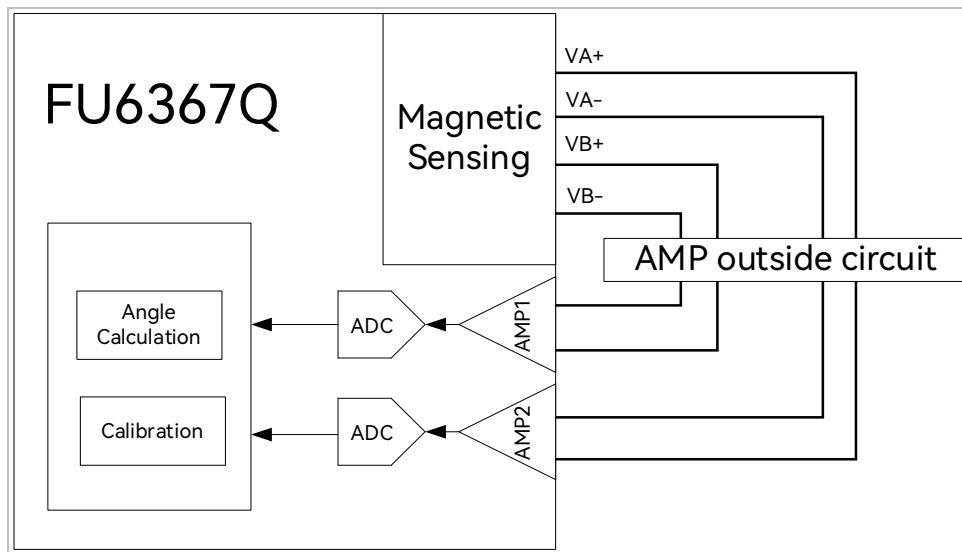 FU6367Q
Magnetic
Sensing
VA+
VA-
VB+
VB-
AMP outside circuit
Angle
Calculation
ADC
AMP1
Calibration
ADC
AMP2